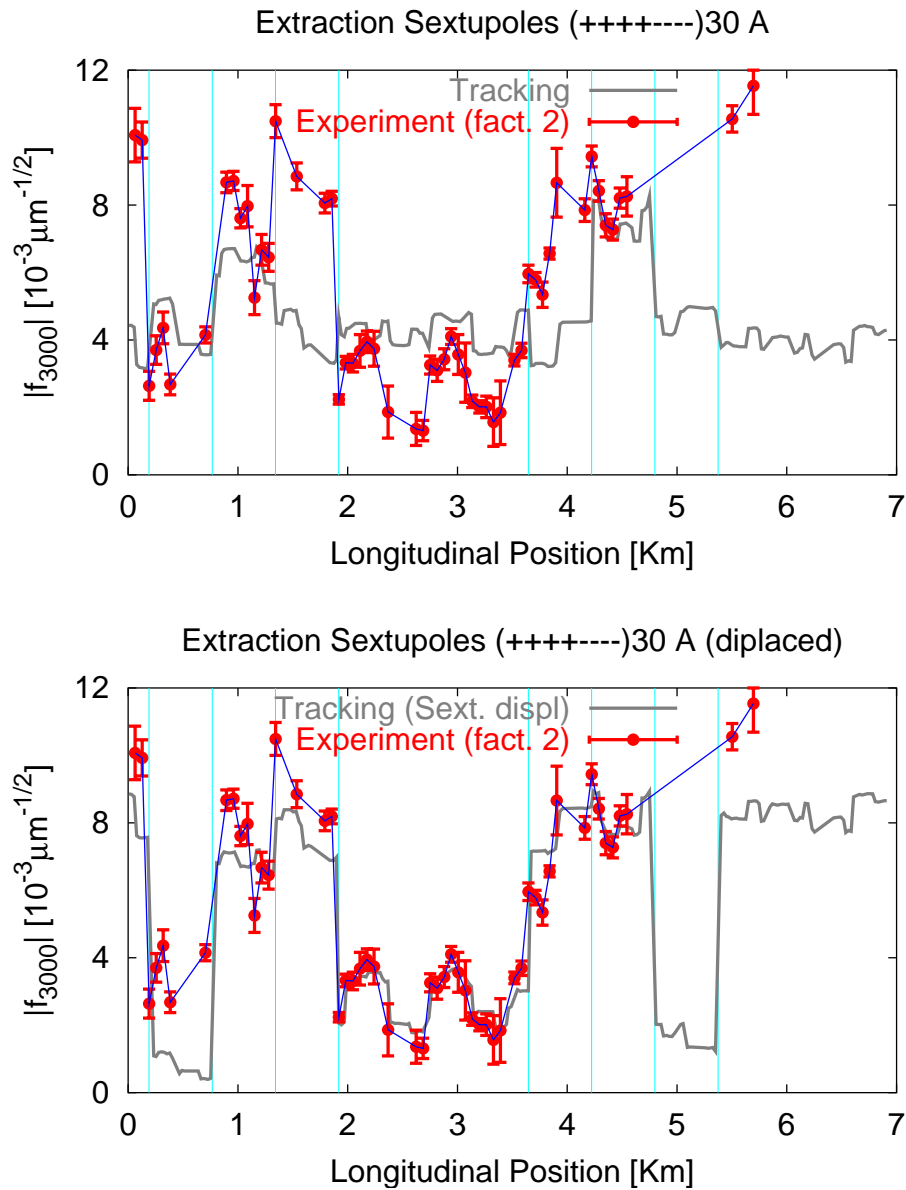 Extraction Sextupoles (++++----)30 A
12
8
4
0
|f3000| [10-3μm-1/2]
Tracking
Experiment (fact. 2)
0 1 2 3 4 5 6 7
Longitudinal Position [Km]
Extraction Sextupoles (++++----)30 A (diplaced)
12
8
4
0
|f3000| [10-3μm-1/2]
Tracking (Sext. displ)
Experiment (fact. 2)
0 1 2 3 4 5 6 7
Longitudinal Position [Km]